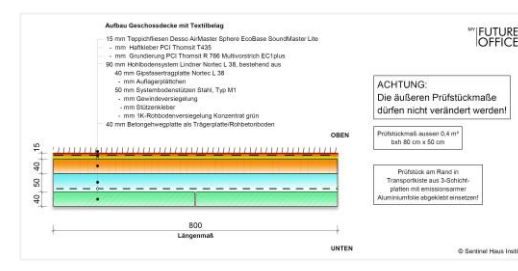 Aufbau Geschossdecke mit Textilbelag
15 mm Teppichfliesen Desso AirMaster Sphere EcoBase SoundMaster Lite
- mm Haftkleber PCI Thomsit T435
- mm Grundierung PCI Thomsit R 766 Multivorstrich EC1plus
90 mm Hohlbodensystem Lindner Nortec L 38, bestehend aus
40 mm Gipsfaserplatte Nortec L 38
- mm Auflagerplättchen
50 mm Systembodenstützen Stahl, Typ M1
- mm Gewindeversiegelung
- mm Stützenkleber
- mm 1K-Rohbodenversiegelung Konzentrat grün
40 mm Betongehwegplatte als Trägerplatte/Rohbetonboden
MY FUTURE
OFFICE
ACHTUNG:
Die äußeren Prüfstückmaße
dürfen nicht verändert werden!
OBEN
Prüfstückmaß aussen 0,4 m²
bsh 80 cm x 50 cm
15
40
50
40
Prüfstück am Rand in
Transportkiste aus 3-Schicht-
platten mit emissionsarmer
Aluminiumfolie abgeklebt einsetzen!
800
Längenmaß
UNTEN
© Sentinel Haus Insti